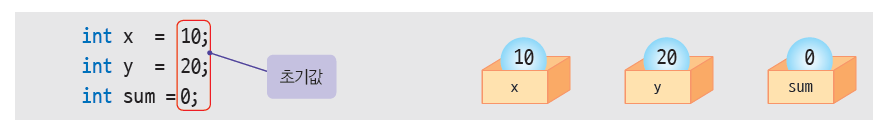 int x = 10;
int y = 20;
int sum =0;
초기값
10
x
20
y
0
sum